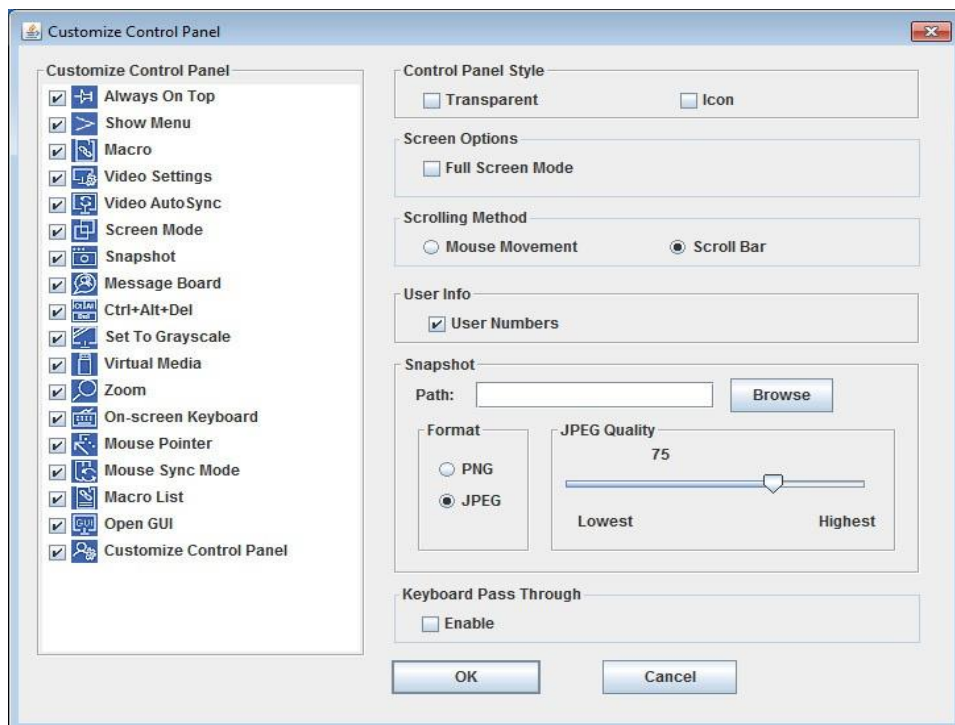 Customize Control Panel
Customize Control Panel
Always On Top
Show Menu
Macro
Video Settings
Video AutoSync
Screen Mode
Snapshot
Message Board
Ctrl+Alt+Del
Set To Grayscale
Virtual Media
Zoom
On-screen Keyboard
Mouse Pointer
Mouse Sync Mode
Macro List
GUI Open GUI
Customize Control Panel
Control Panel Style
Transparent Icon
Screen Options
Full Screen Mode
Scrolling Method
Mouse Movement Scroll Bar
User Info
User Numbers
Snapshot
Path: Browse
Format
PNG
JPEG
JPEG Quality
75
Lowest Highest
Keyboard Pass Through
Enable
OK Cancel